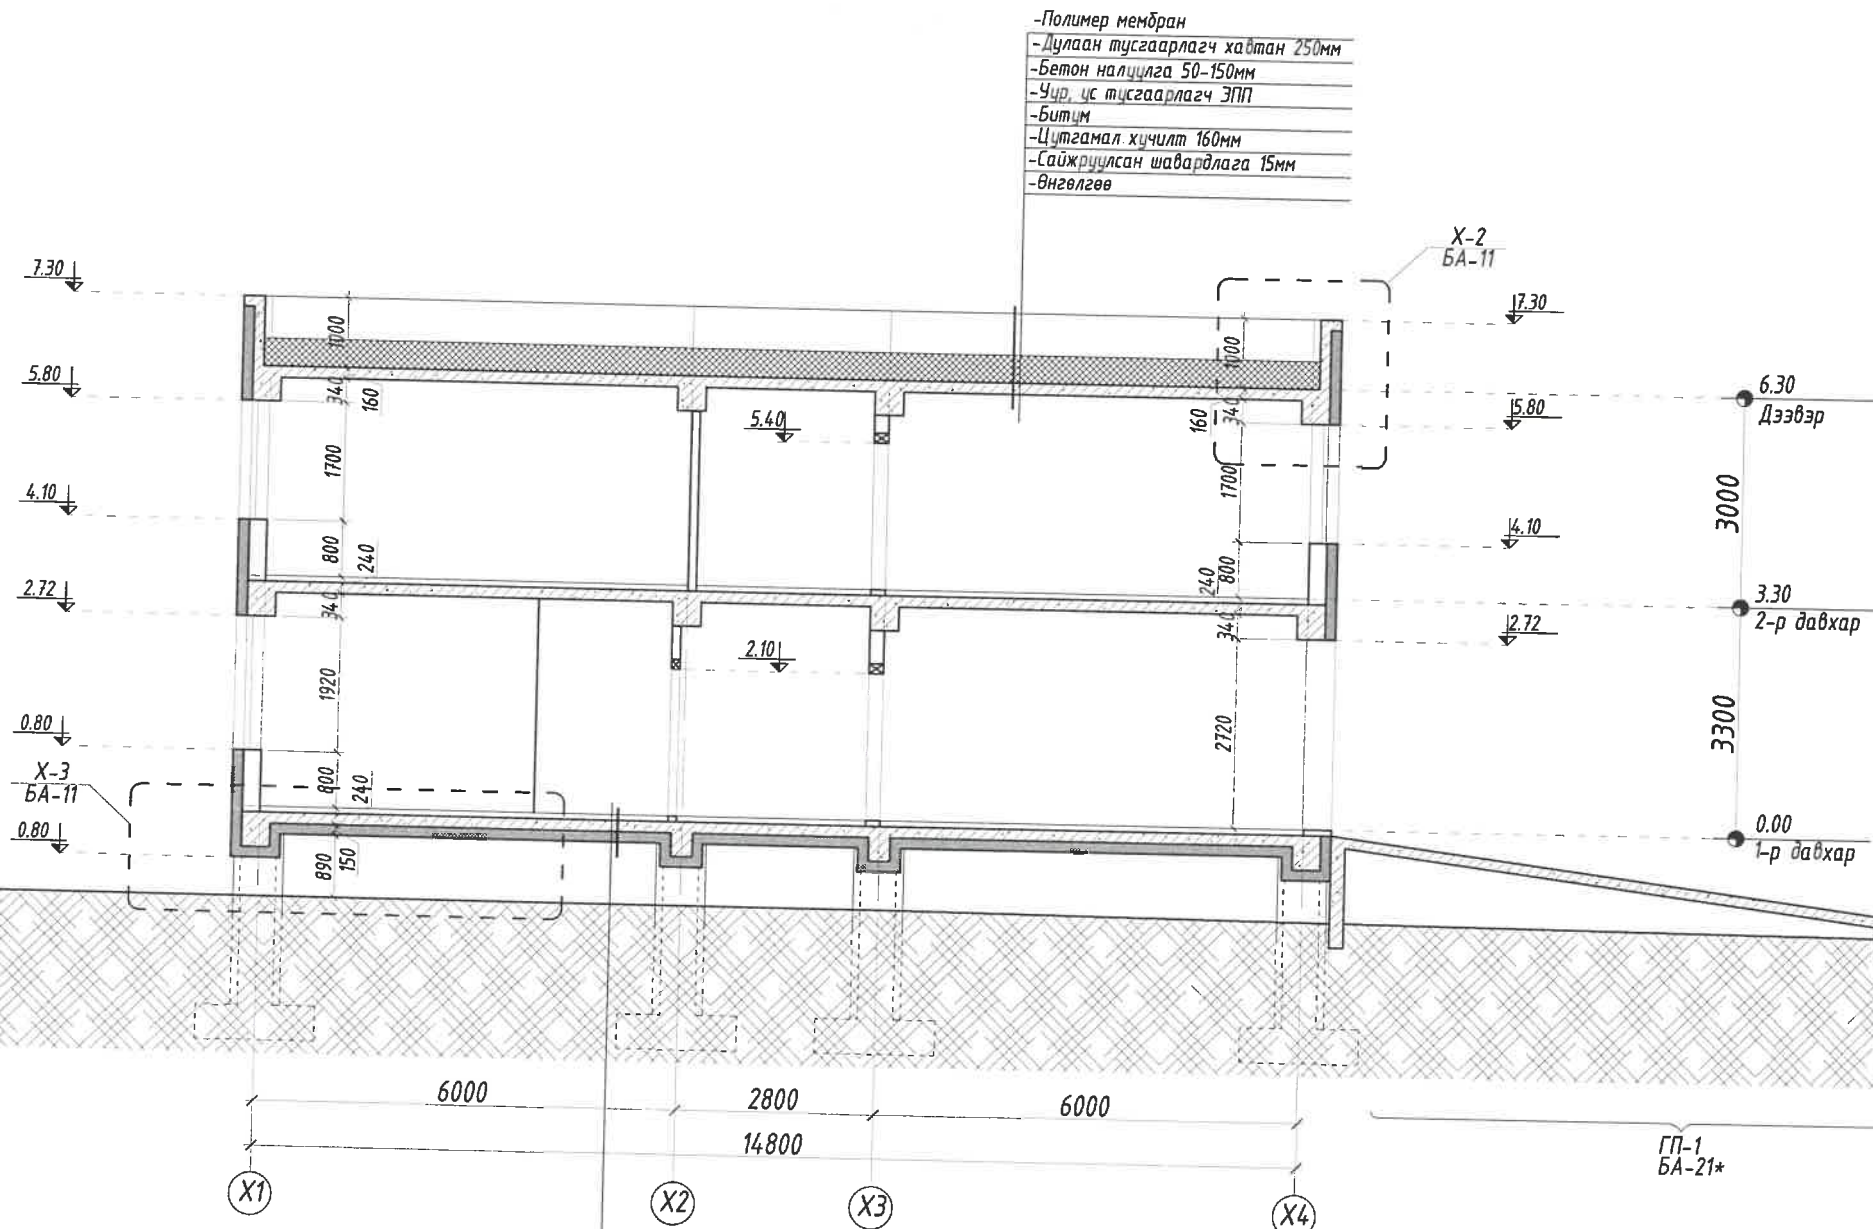 -Полимер мембран
-Дулаан тусгаарлагч хавтан 250мм
-Бетон налуулга 50-150мм
-Уур, ус тусгаарлагч ЭПП
-Битум
-Цутгамал хучилт 160мм
-Сайжруулсан шавардлага 15мм
-Өнгөлгөө
X-2
БА-11
7.30
5.80
4.10
2.72
0.80
X-3
БА-11
0.80
1000
340
160
1700
800
240
340
1920
800
240
890
150
5.40
2.10
1000
340
160
1700
800
240
340
2720
7.30
5.80
4.10
2.72
6.30
Дээвэр
3000
3.30
2-р давхар
3300
0.00
1-р давхар
6000
2800
6000
14800
X1
X2
X3
X4
ГП-1
БА-21*